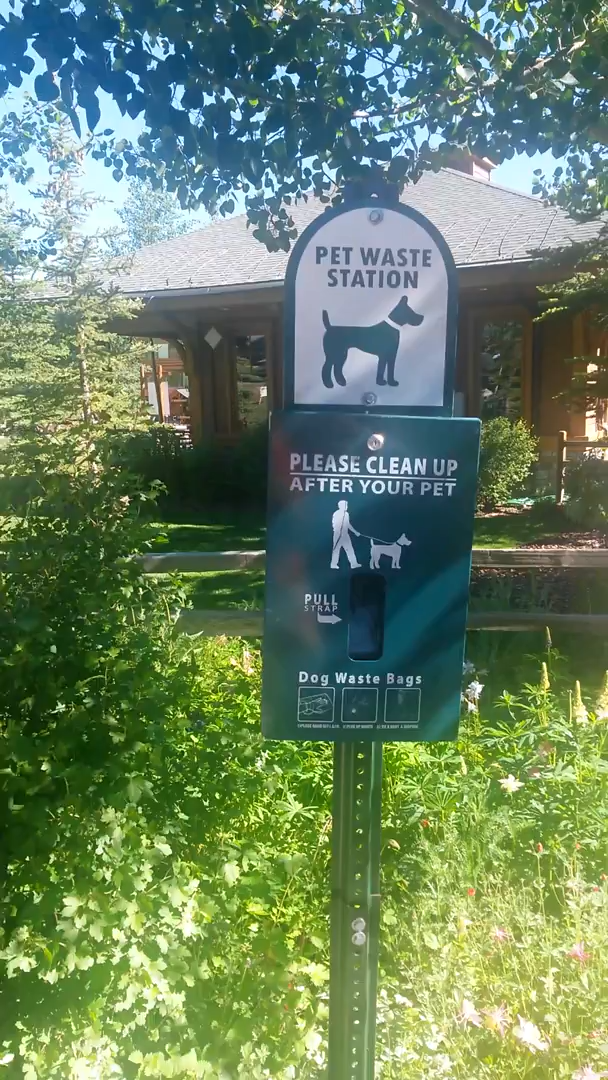 PET WASTE
STATION
PLEASE CLEAN UP
AFTER YOUR PET
PULL
STRAP
Dog Waste Bags